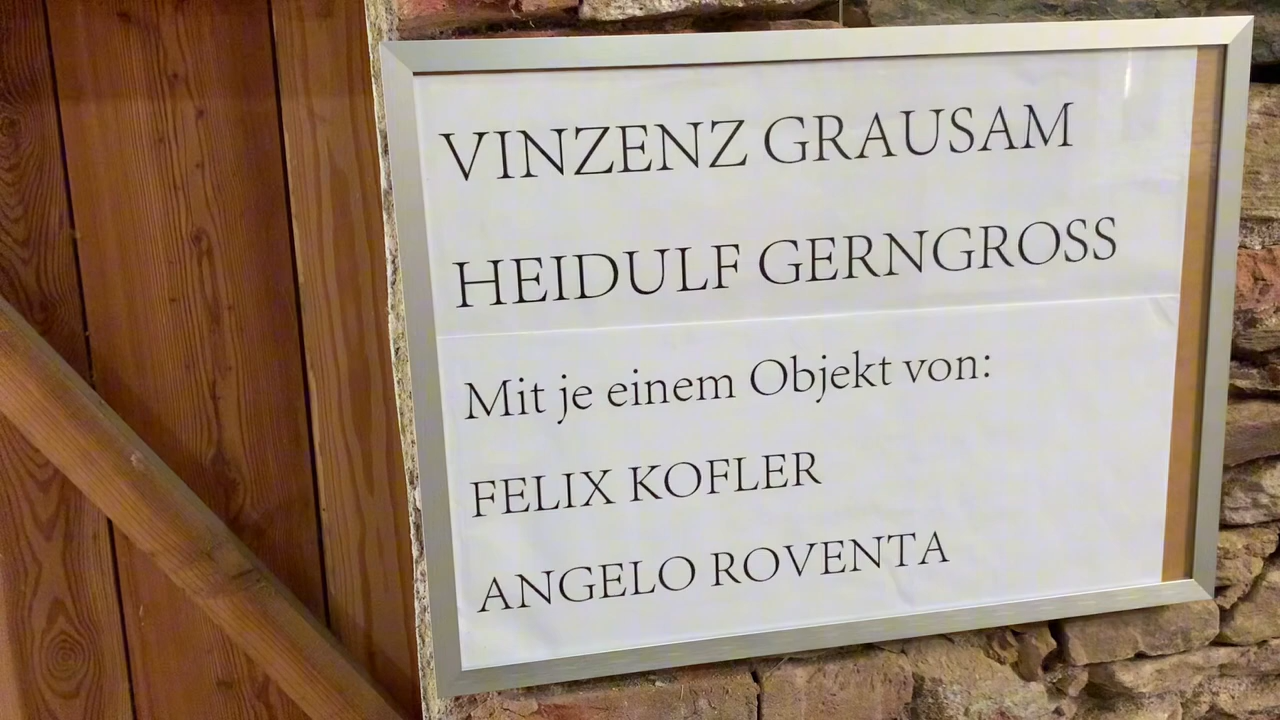 VINZENZ GRAUSAM
HEIDULF GERNGROSS
Mit je einem Objekt von:
FELIX KOFLER
ANGELO ROVENTA